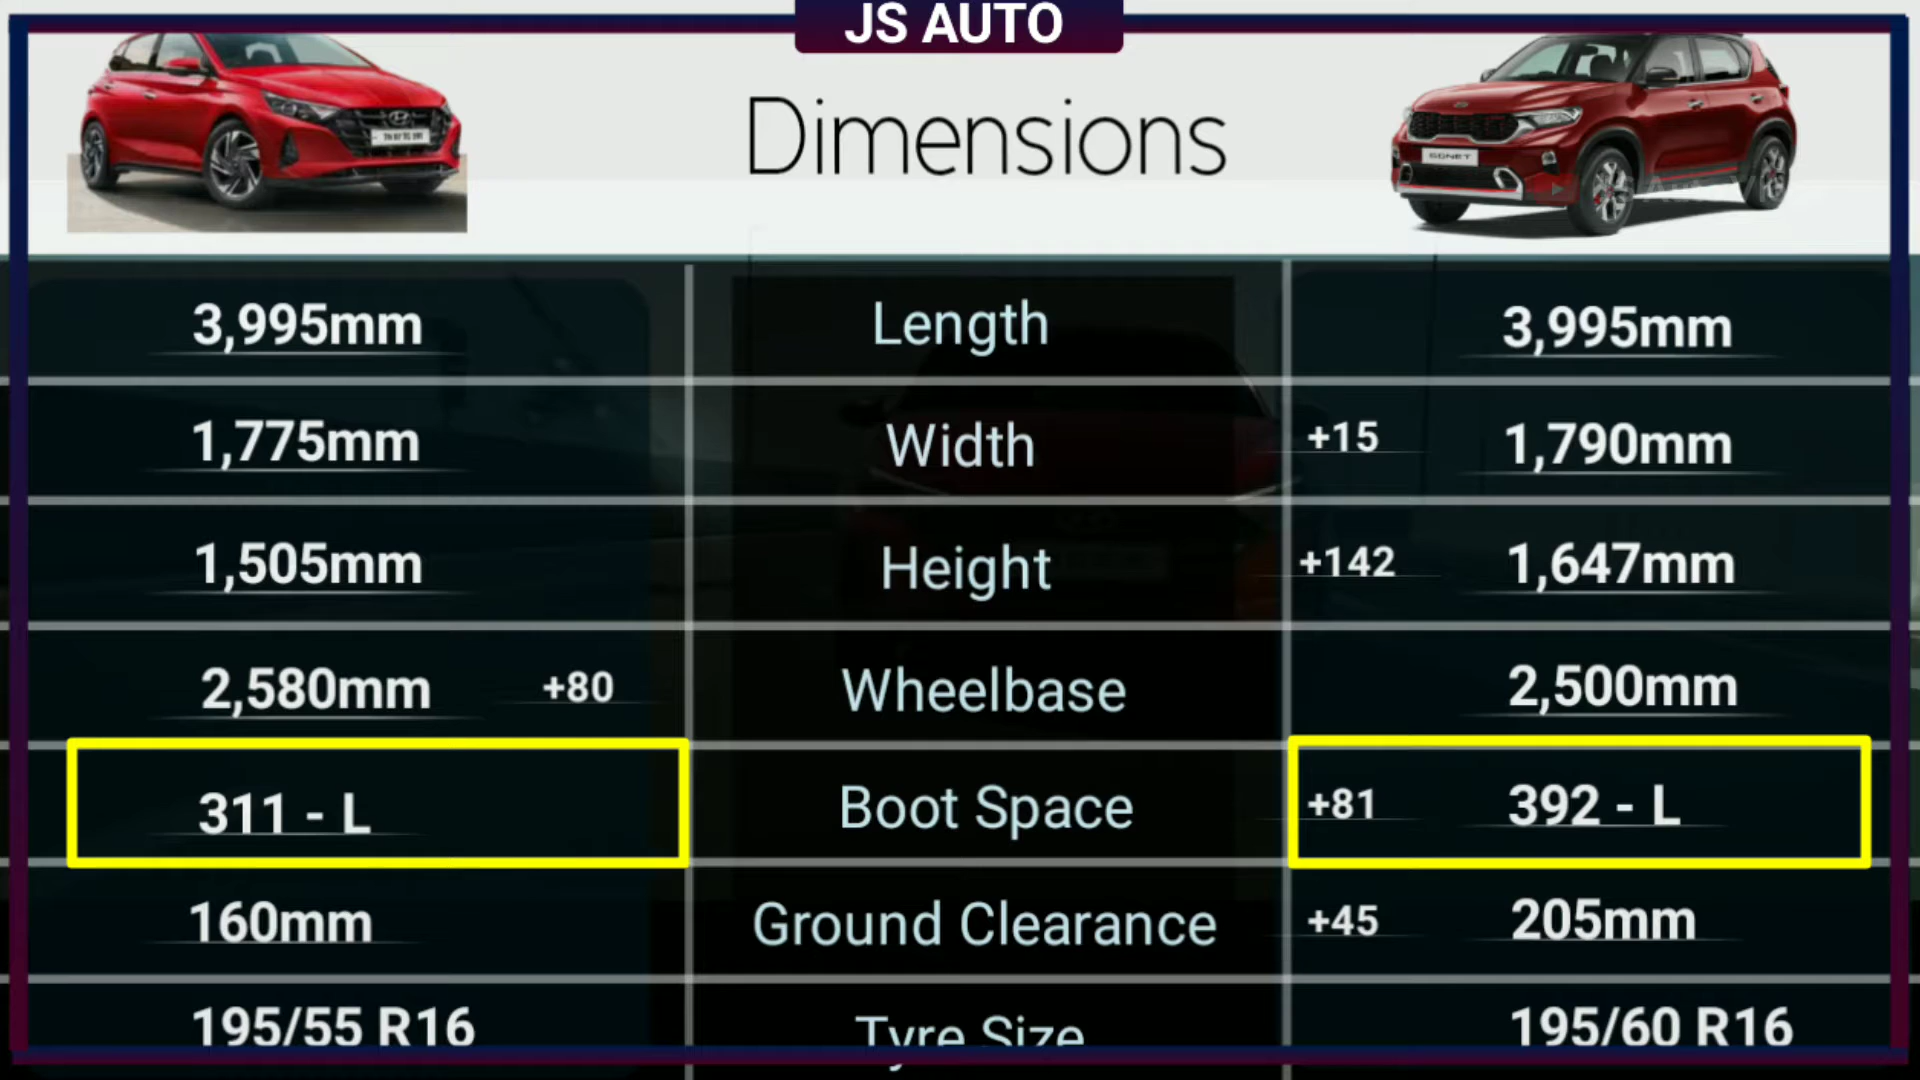 JS AUTO
Dimensions
SONET
3,995mm Length 3,995mm
1,775mm Width +15 1,790mm
1,505mm Height +142 1,647mm
2,580mm +80 Wheelbase 2,500mm
311 - L Boot Space +81 392 - L
160mm Ground Clearance +45 205mm
195/55 R16 Tyre Size 195/60 R16